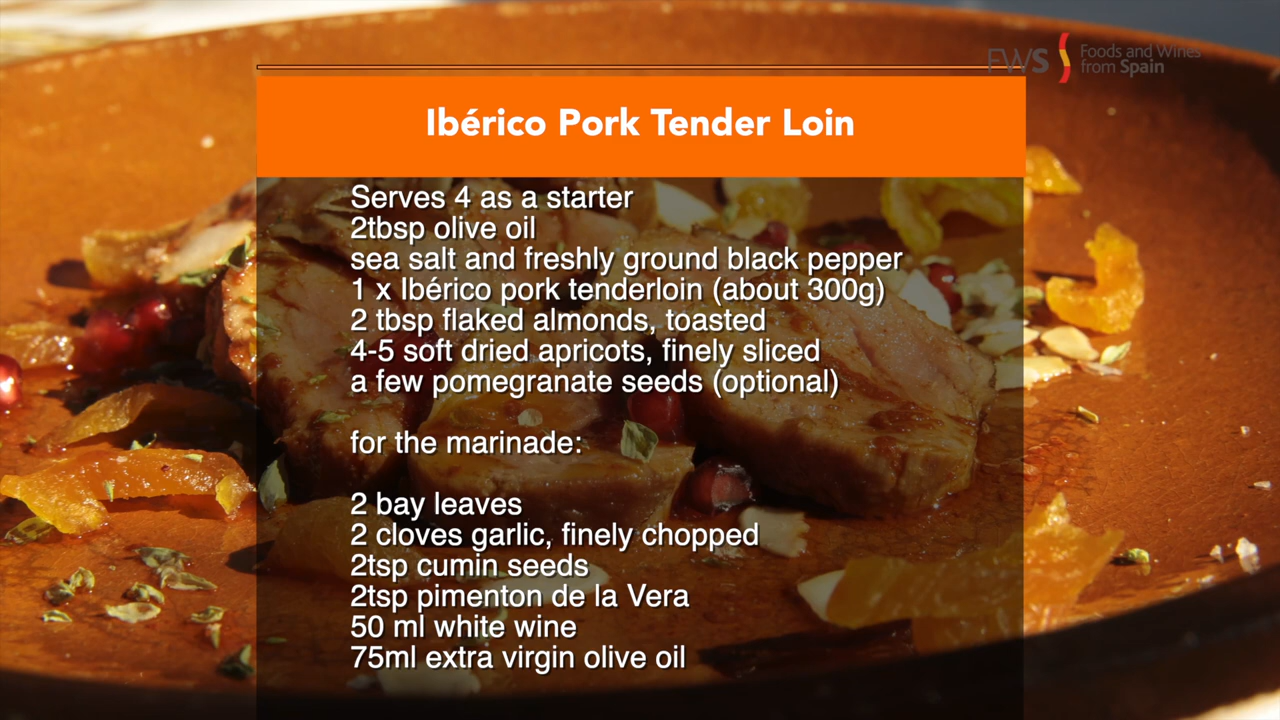 FWS Foods and Wines
from Spain
Ibérico Pork Tender Loin
Serves 4 as a starter
2tbsp olive oil
sea salt and freshly ground black pepper
1 x Ibérico pork tenderloin (about 300g)
2 tbsp flaked almonds, toasted
4-5 soft dried apricots, finely sliced
a few pomegranate seeds (optional)
for the marinade:
2 bay leaves
2 cloves garlic, finely chopped
2tsp cumin seeds
2tsp pimenton de la Vera
50 ml white wine
75ml extra virgin olive oil